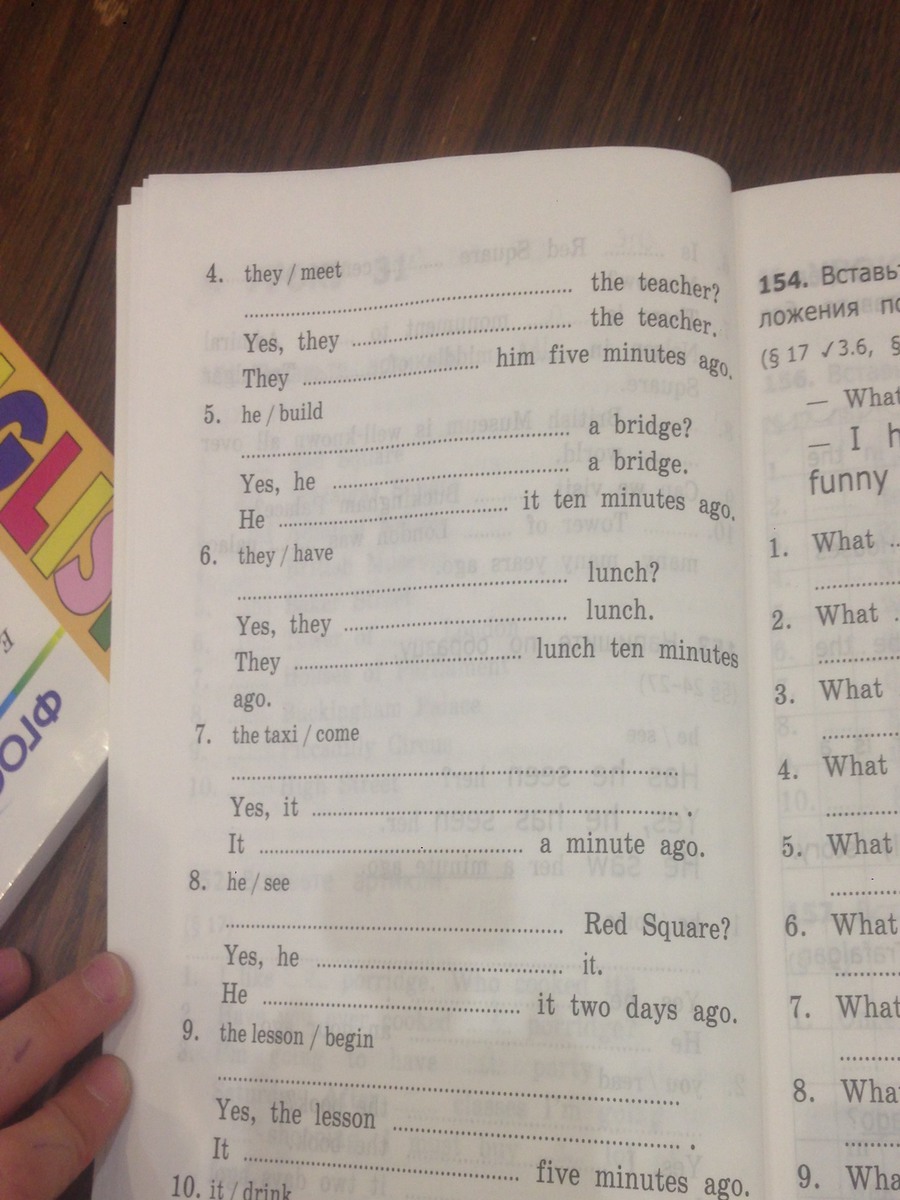 4. they / meet
.................................................. the teacher?
Yes, they .................................. the teacher.
They ........................... him five minutes ago.
5. he / build
.................................................. a bridge?
Yes, he .................................... a bridge.
He ................................... it ten minutes ago.
6. they / have
.................................................. lunch?
Yes, they .................................. lunch.
They ................................... lunch ten minutes
ago.
7. the taxi / come
....................................................................
Yes, it .......................................................... .
It ........................................ a minute ago.
8. he / see
.................................................... Red Square?
Yes, he ...................................... it.
He ....................................... it two days ago.
9. the lesson / begin
.......................................................................
Yes, the lesson ............................................ .
It .............................................. five minutes ago.
10. it / drink
GLIS
ФГОС
154. Вставь
ложения по
(§ 17 ✓3.6, §
— What
— I h
funny
1. What ..
..............
2. What .
..............
3. What
..............
4. What
..............
5. What
..............
6. What
..............
7. What
..............
8. Wha
..............
9. Wha